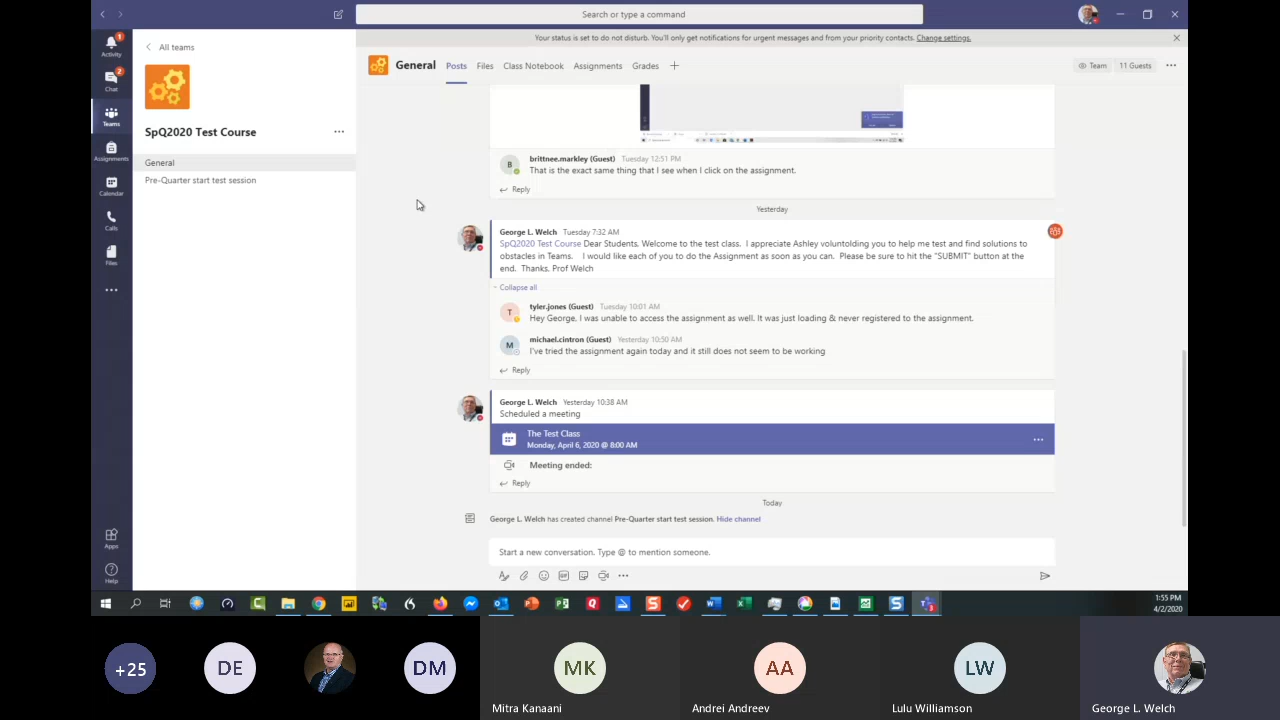 Search or type a command
Your status is set to do not disturb. You'll only get notifications for urgent messages and from your priority contacts. Change settings.
1
Activity
2
Chat
Teams
Assignments
Calendar
Calls
Files
Apps
Help
All teams
SpQ2020 Test Course
General
Pre-Quarter start test session
General Posts Files Class Notebook Assignments Grades
Team 11 Guests
B
brittnee.markley (Guest) Tuesday 12:51 PM
That is the exact same thing that I see when I click on the assignment.
Reply
Yesterday
George L. Welch Tuesday 7:32 AM
SpQ2020 Test Course Dear Students, Welcome to the test class. I appreciate Ashley voluntolding you to help me test and find solutions to
obstacles in Teams. I would like each of you to do the Assignment as soon as you can. Please be sure to hit the "SUBMIT" button at the
end. Thanks, Prof Welch
Collapse all
T
tyler.jones (Guest) Tuesday 10:01 AM
Hey George, I was unable to access the assignment as well. It was just loading & never registered to the assignment.
M
michael.cintron (Guest) Yesterday 10:50 AM
I've tried the assignment again today and it still does not seem to be working
Reply
George L. Welch Yesterday 10:38 AM
Scheduled a meeting
The Test Class
Monday, April 6, 2020 @ 8:00 AM
Meeting ended:
Reply
Today
George L. Welch has created channel Pre-Quarter start test session. Hide channel
Start a new conversation. Type @ to mention someone.
GIF
1:55 PM
4/2/2020
+25
DE
DM
MK
AA
LW
Mitra Kanaani
Andrei Andreev
Lulu Williamson
George L. Welch